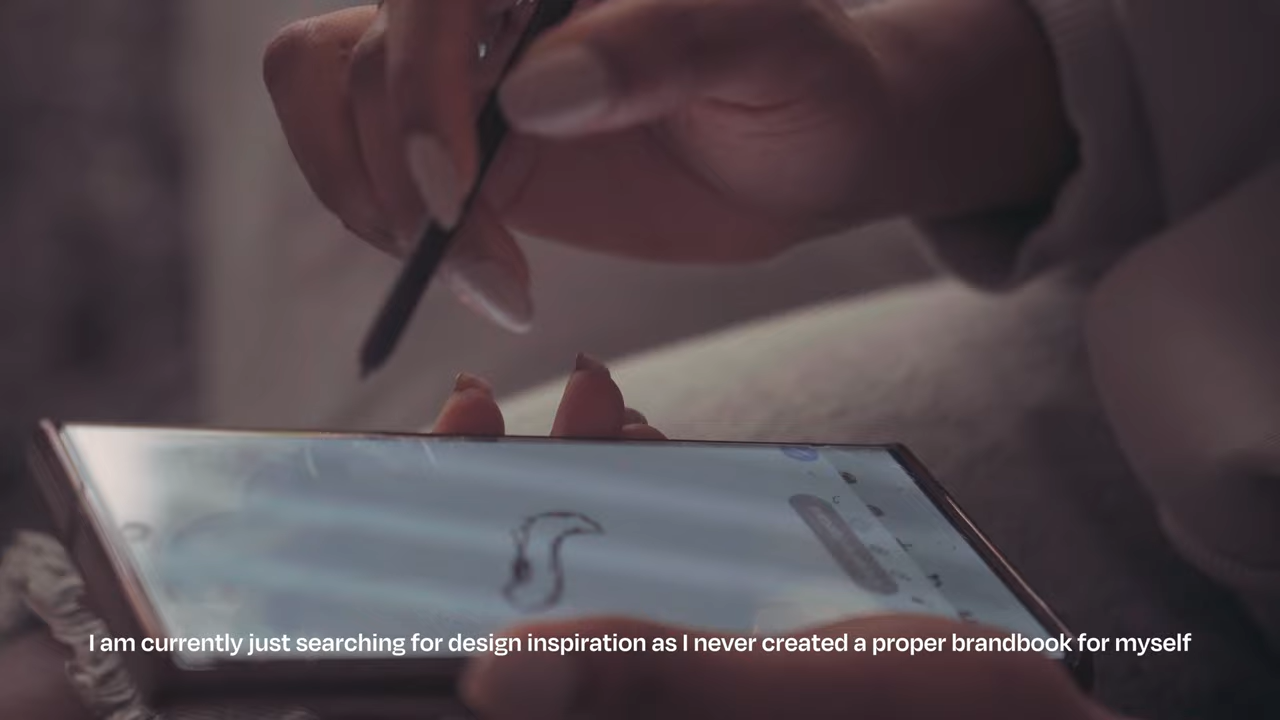 I am currently just searching for design inspiration as I never created a proper brandbook for myself